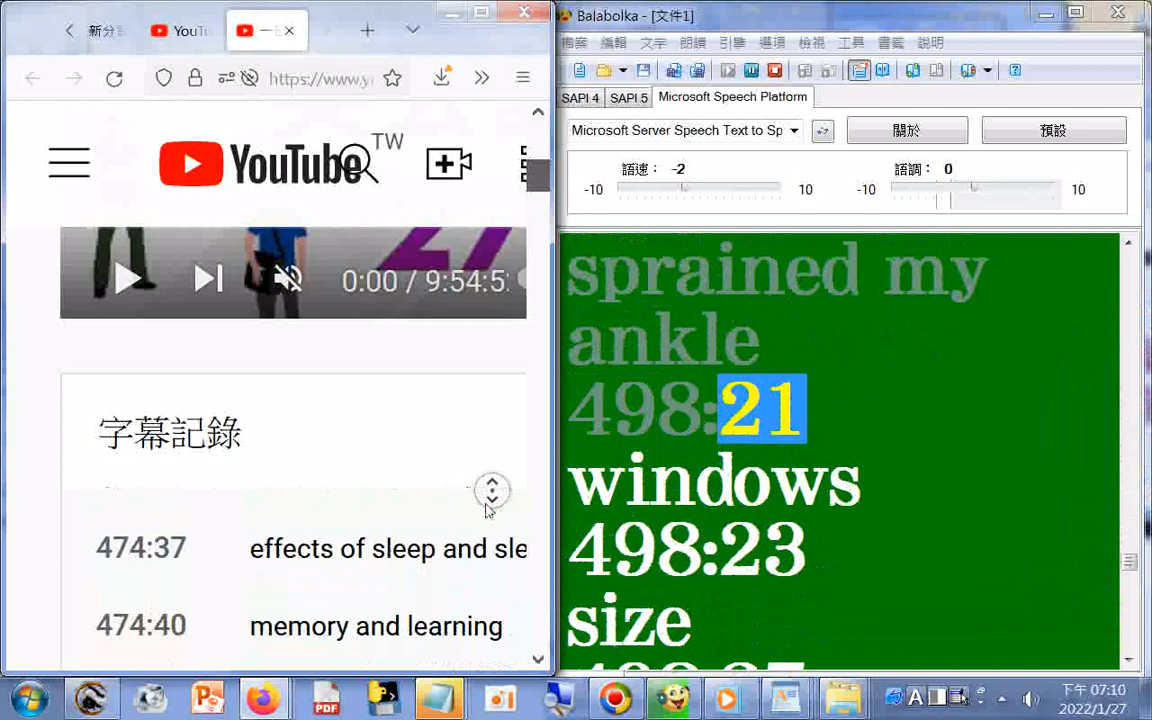 新分
YouTu
一E
https://www.y
YouTube
TW
27
0:00 / 9:54:5
字幕記錄
474:37 effects of sleep and sle
474:40 memory and learning
Balabolka - [文件1]
檔案 編輯 文字 朗讀 引擎 選項 檢視 工具 書籤 說明
SAPI 4 SAPI 5 Microsoft Speech Platform
Microsoft Server Speech Text to Sp
關於
預設
語速： -2
-10 10
語調： 0
-10 10
sprained my
ankle
498:21
windows
498:23
size
PDF
A
下午 07:10
2022/1/27